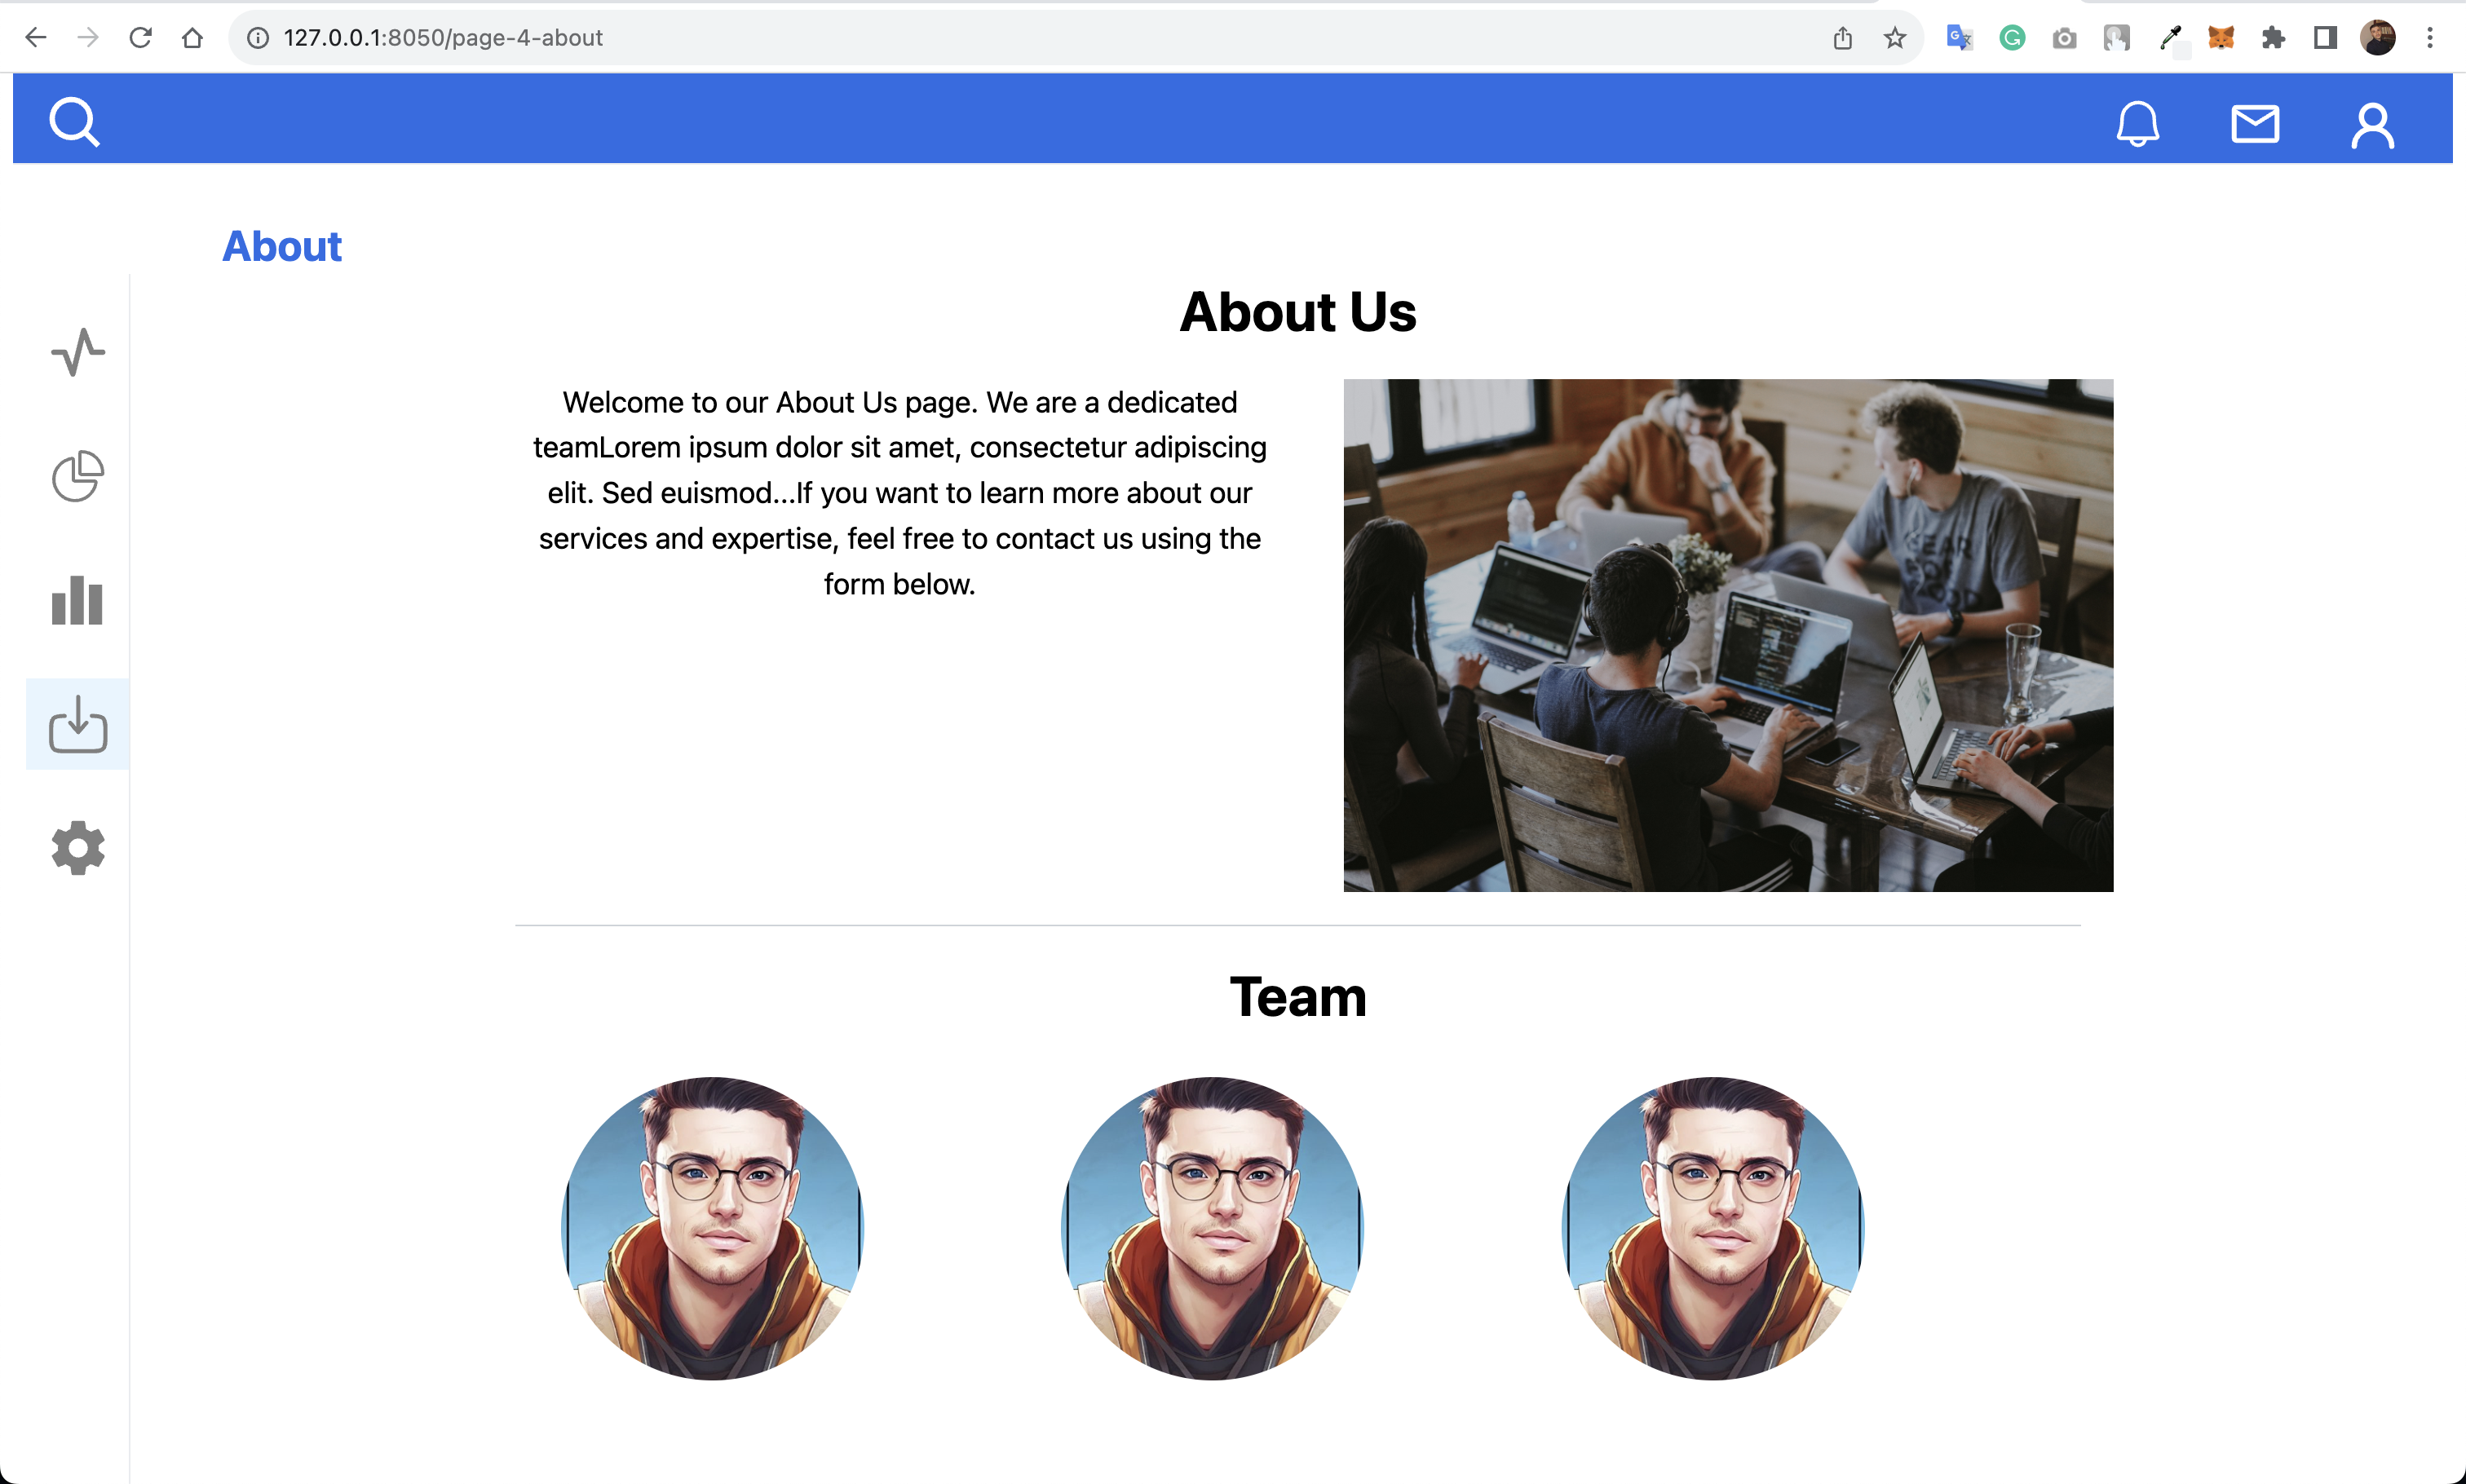 127.0.0.1:8050/page-4-about
About
About Us
Welcome to our About Us page. We are a dedicated
teamLorem ipsum dolor sit amet, consectetur adipiscing
elit. Sed euismod...If you want to learn more about our
services and expertise, feel free to contact us using the
form below.
Team